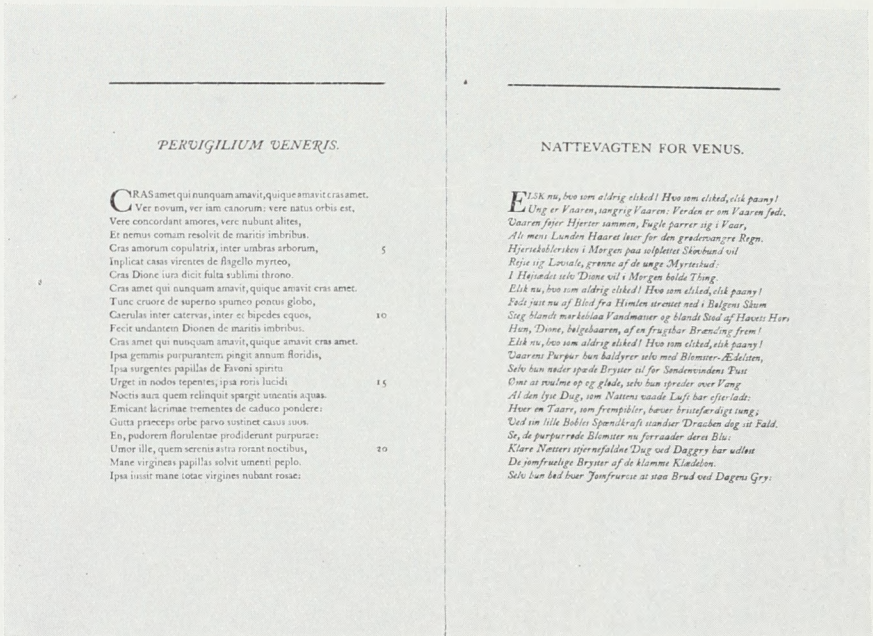 PERVIGILIUM VENERIS.
CRAS amet qui nunquam amavit, quique amavit cras amet.
Ver novum, ver iam canorum: vere natus orbis est,
Vere concordant amores, vere nubunt alites,
Et nemus comam resolvit de maritis imbribus.
Cras amorum copulatrix, inter umbras arborum, 5
Inplicat casas virentes de flagello myrteo,
Cras Dione iura dicit fulta sublimi throno.
Cras amet qui nunquam amavit, quique amavit cras amet.
Tunc cruore de superno spumeo pontus globo,
Caerulas inter catervas, inter et bipedes equos, 10
Fecit undantem Dionen de maritis imbribus.
Cras amet qui nunquam amavit, quique amavit cras amet.
Ipsa gemmis purpurantem pingit annum floridis,
Ipsa surgentes papillas de Favoni spiritu
Urget in nodos tepentes, ipsa roris lucidi 15
Noctis aura quem relinquit spargit umentis aquas.
Emicant lacrimae trementes de caduco pondere:
Gutta praeceps orbe parvo sustinet casus suos.
En, pudorem florulentae prodiderunt purpurae:
Umor ille, quem serenis astra rorant noctibus, 20
Mane virgineas papillas solvit umenti peplo.
Ipsa iussit mane totae virgines nubant rosae:
NATTEVAGTEN FOR VENUS.
ELSK nu, hvo som aldrig elsked! Hvo som elsked, elsk paany!
Ung er Vaaren, sangrig Vaaren: Verden er om Vaaren født.
Vaaren føjer Hjerter sammen, Fugle parrer sig i Vaar,
Alt mens Lunden Haaret løser for den grødesvangre Regn.
Hjertekoblersken i Morgen paa solplettet Skovbund vil
Rejse sig Løvsale, grønne af de unge Myrtesbud:
I Højsædet selv Dione vil i Morgen holde Thing.
Elsk nu, hvo som aldrig elsked! Hvo som elsked, elsk paany!
Født just nu af Blod fra Himlen strentet ned i Bølgens Skum
Steg blandt mørkeblaa Vandmasser og blandt Stød af Havets Hors
Hun, Dione, bølgebaaren, af en frugtbar Brænding frem!
Elsk nu, hvo som aldrig elsked! Hvo som elsked, elsk paany!
Vaarens Purpur hun baldyrer selv med Blomster-Ædelsten,
Selv hun nøder spæde Bryster til for Søndenvindens Pust
Ømt at svulme op og gløde, selv hun spreder over Vang
Al den lyse Dug, som Nattens vaade Luft har efterladt:
Hver en Taare, som frempibler, bæver bristefærdigt tung;
Ved sin lille Bobles Spændkraft standser Draaben dog sit Fald.
Se, de purpurrøde Blomster nu forraader deres Blu:
Klare Nætters stjernefaldne Dug ved Daggry har udløst
De jomfruelige Bryster af de klamme Klædebon.
Selv hun bød hver Jomfrurose at staa Brud ved Dagens Gry: